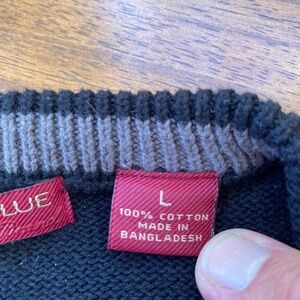 LUE
L
100% COTTON
MADE IN
BANGLADESH